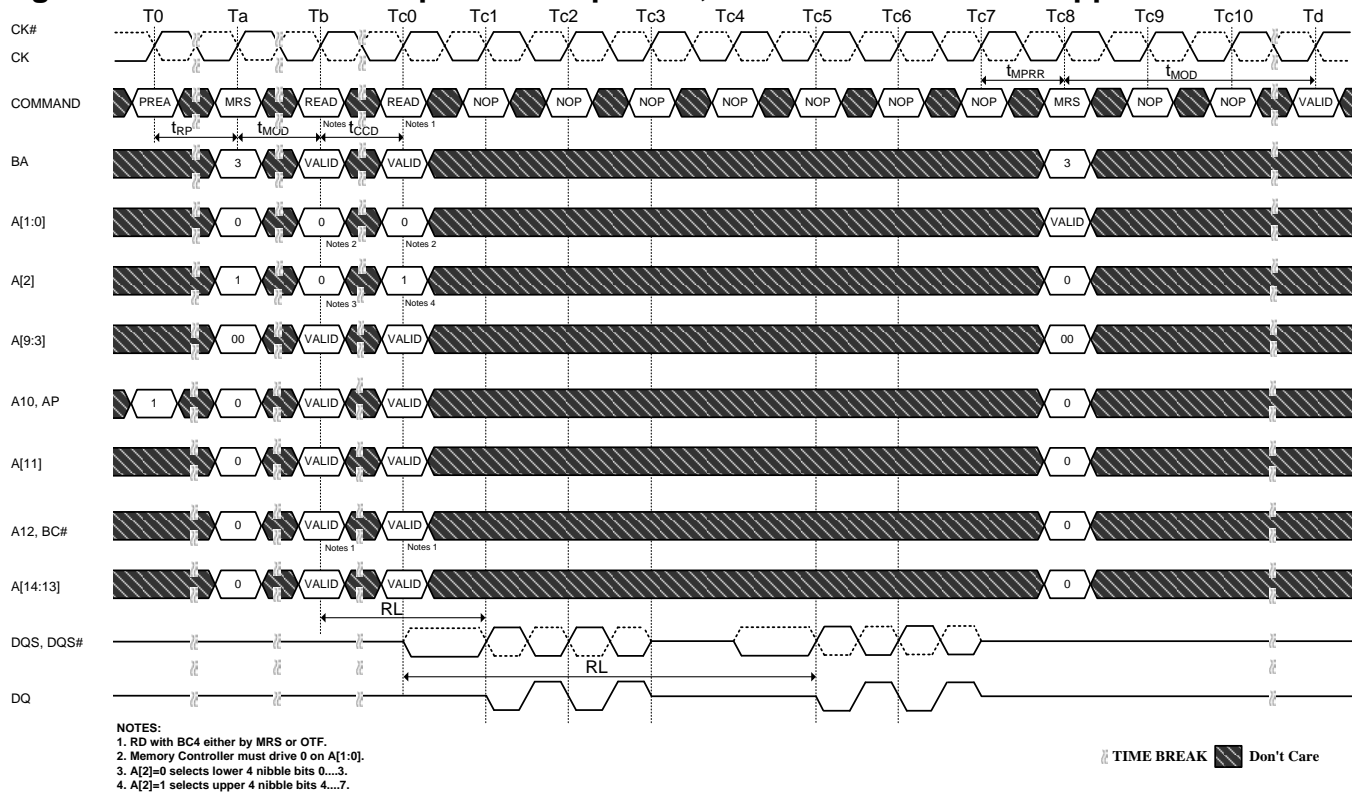 T0 Ta Tb Tc0 Tc1 Tc2 Tc3 Tc4 Tc5 Tc6 Tc7 Tc8 Tc9 Tc10 Td
CK#
CK
tMPRR tMOD
COMMAND PREA MRS READ READ NOP NOP NOP NOP NOP NOP NOP MRS NOP NOP VALID
Notes 1 Notes 1
tRP tMOD tCCD
BA 3 VALID VALID 3
A[1:0] 0 0 0 VALID
Notes 2 Notes 2
A[2] 1 0 1 0
Notes 3 Notes 4
A[9:3] 00 VALID VALID 00
A10, AP 1 0 VALID VALID 0
A[11] 0 VALID VALID 0
A12, BC# 0 VALID VALID 0
Notes 1 Notes 1
A[14:13] 0 VALID VALID 0
RL
DQS, DQS#
RL
DQ
NOTES:
1. RD with BC4 either by MRS or OTF.
2. Memory Controller must drive 0 on A[1:0].
3. A[2]=0 selects lower 4 nibble bits 0....3.
4. A[2]=1 selects upper 4 nibble bits 4....7.
TIME BREAK Don't Care